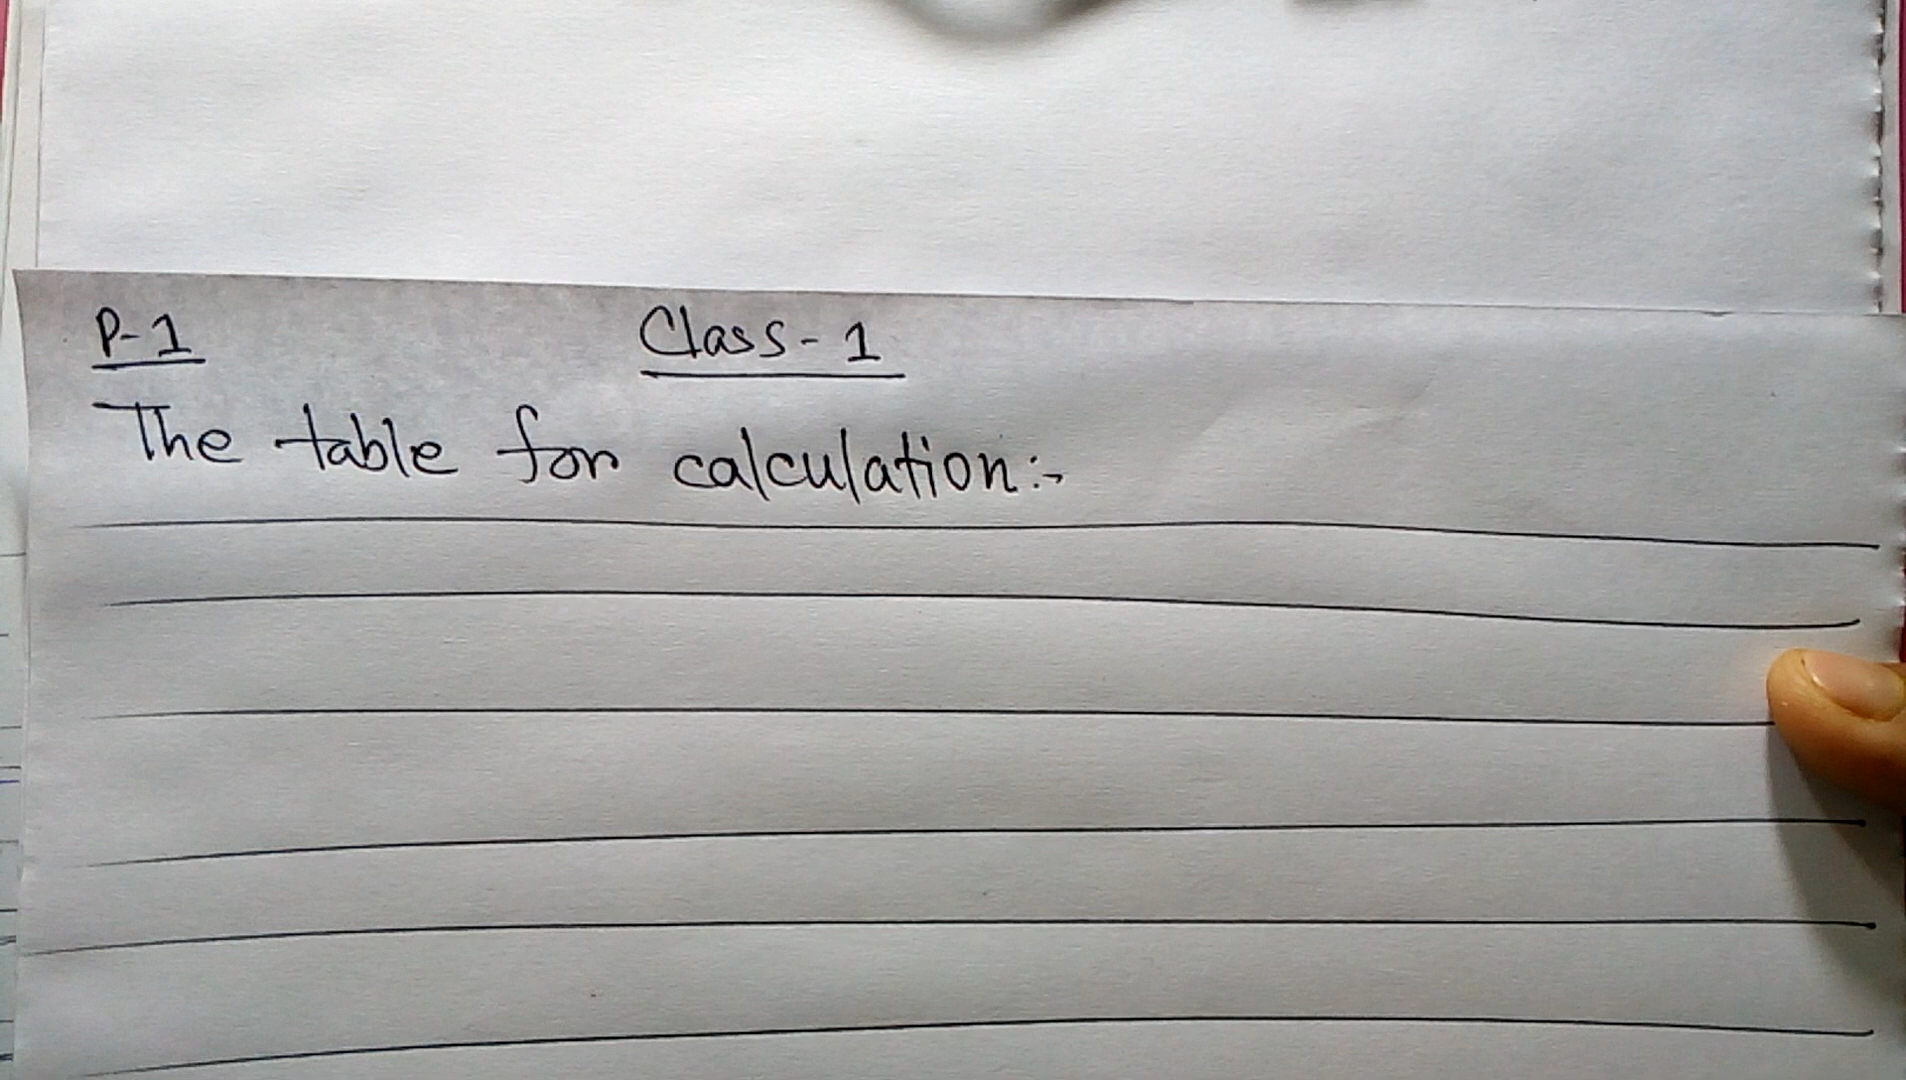 P-1 Class-1
The table for calculation:-